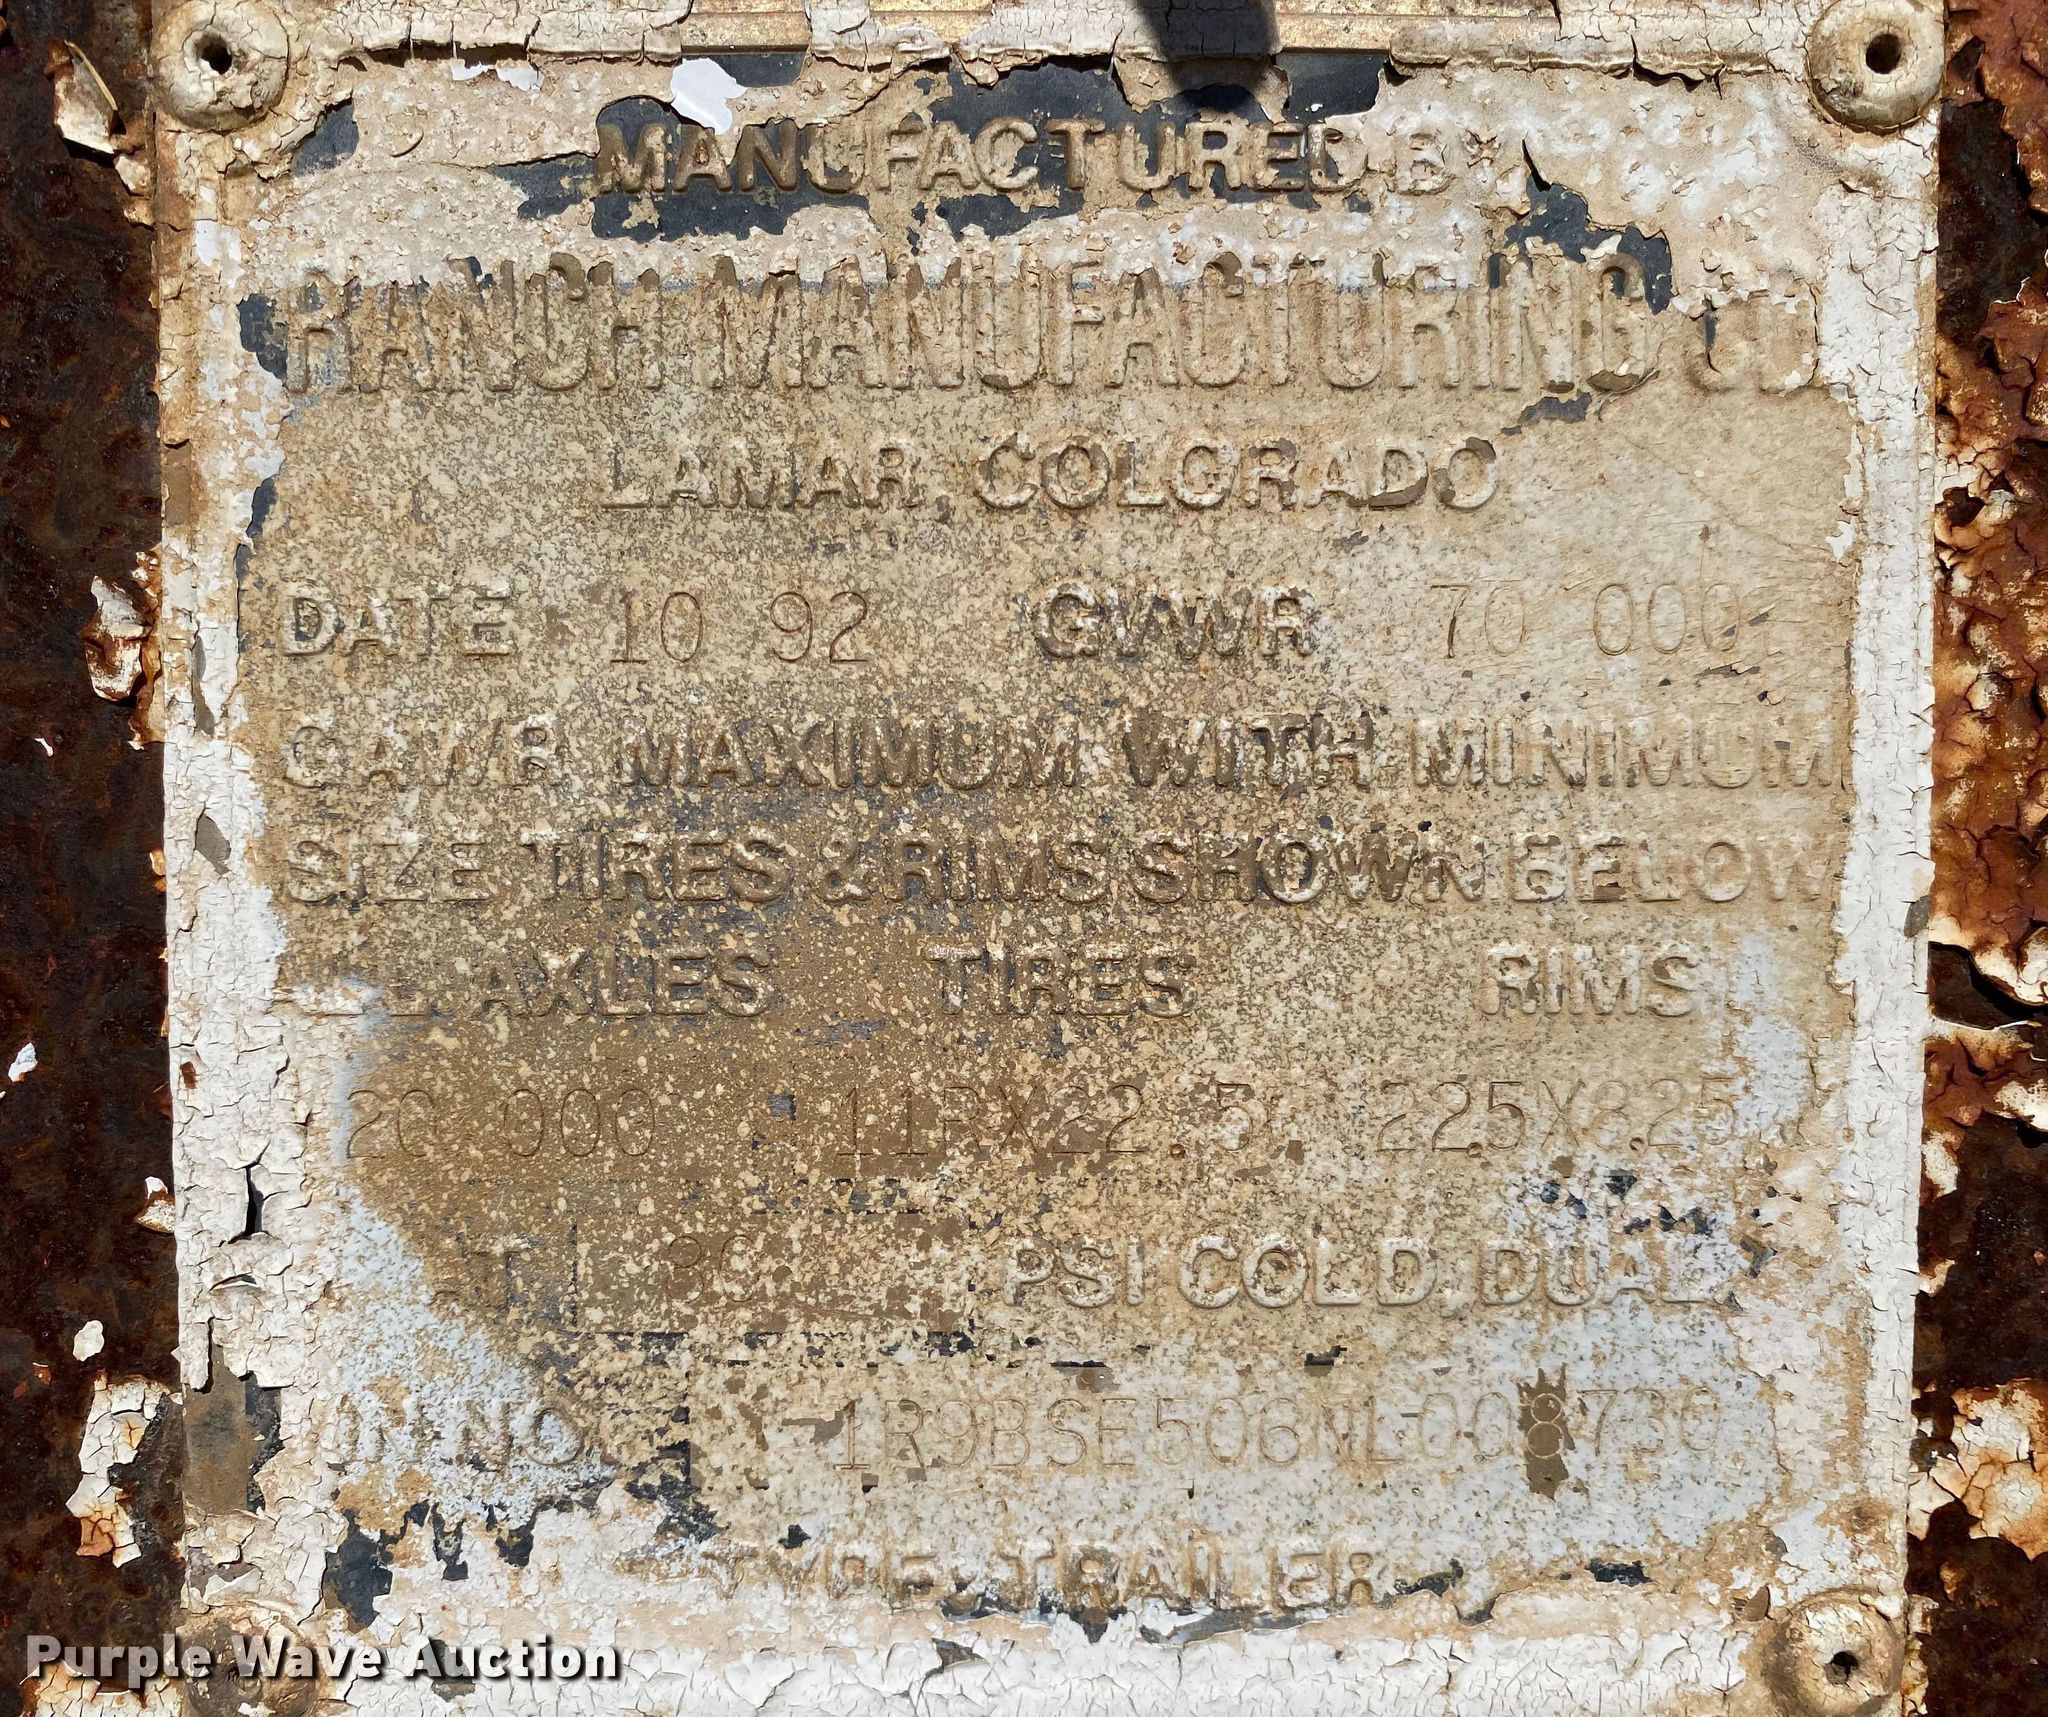 MANUFACTURED BY
RANCH MANUFACTURING CO.
LAMAR, COLORADO
DATE 10 92 GVWR 70 000
GAWR MAXIMUM WITH MINIMUM
SIZE TIRES & RIMS SHOWN BELOW
ALL AXLES TIRES RIMS
20 000 11RX22.5 22.5X8.25
PSI COLD, DUAL
NO. 1R9BSE506NL008730
TYPE, TRAILER
Purple Wave Auction